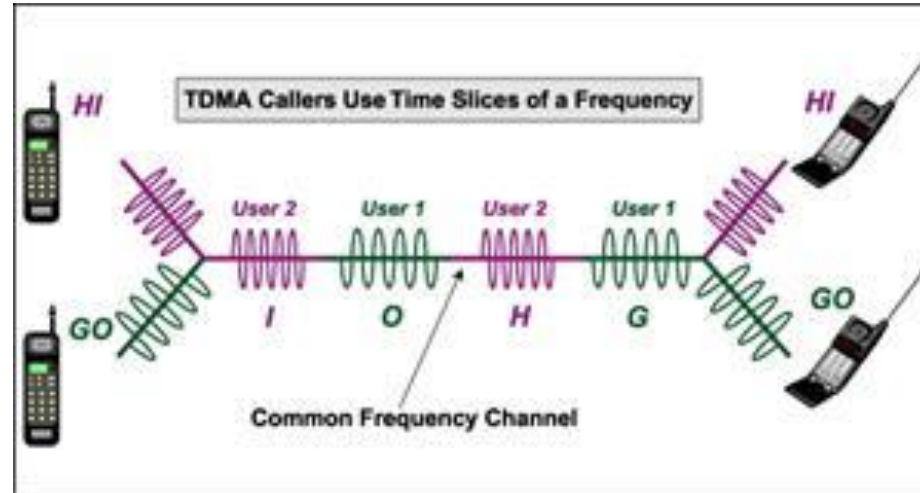 HI
TDMA Callers Use Time Slices of a Frequency
HI
User 2
User 1
User 2
User 1
GO
I
O
H
G
GO
Common Frequency Channel